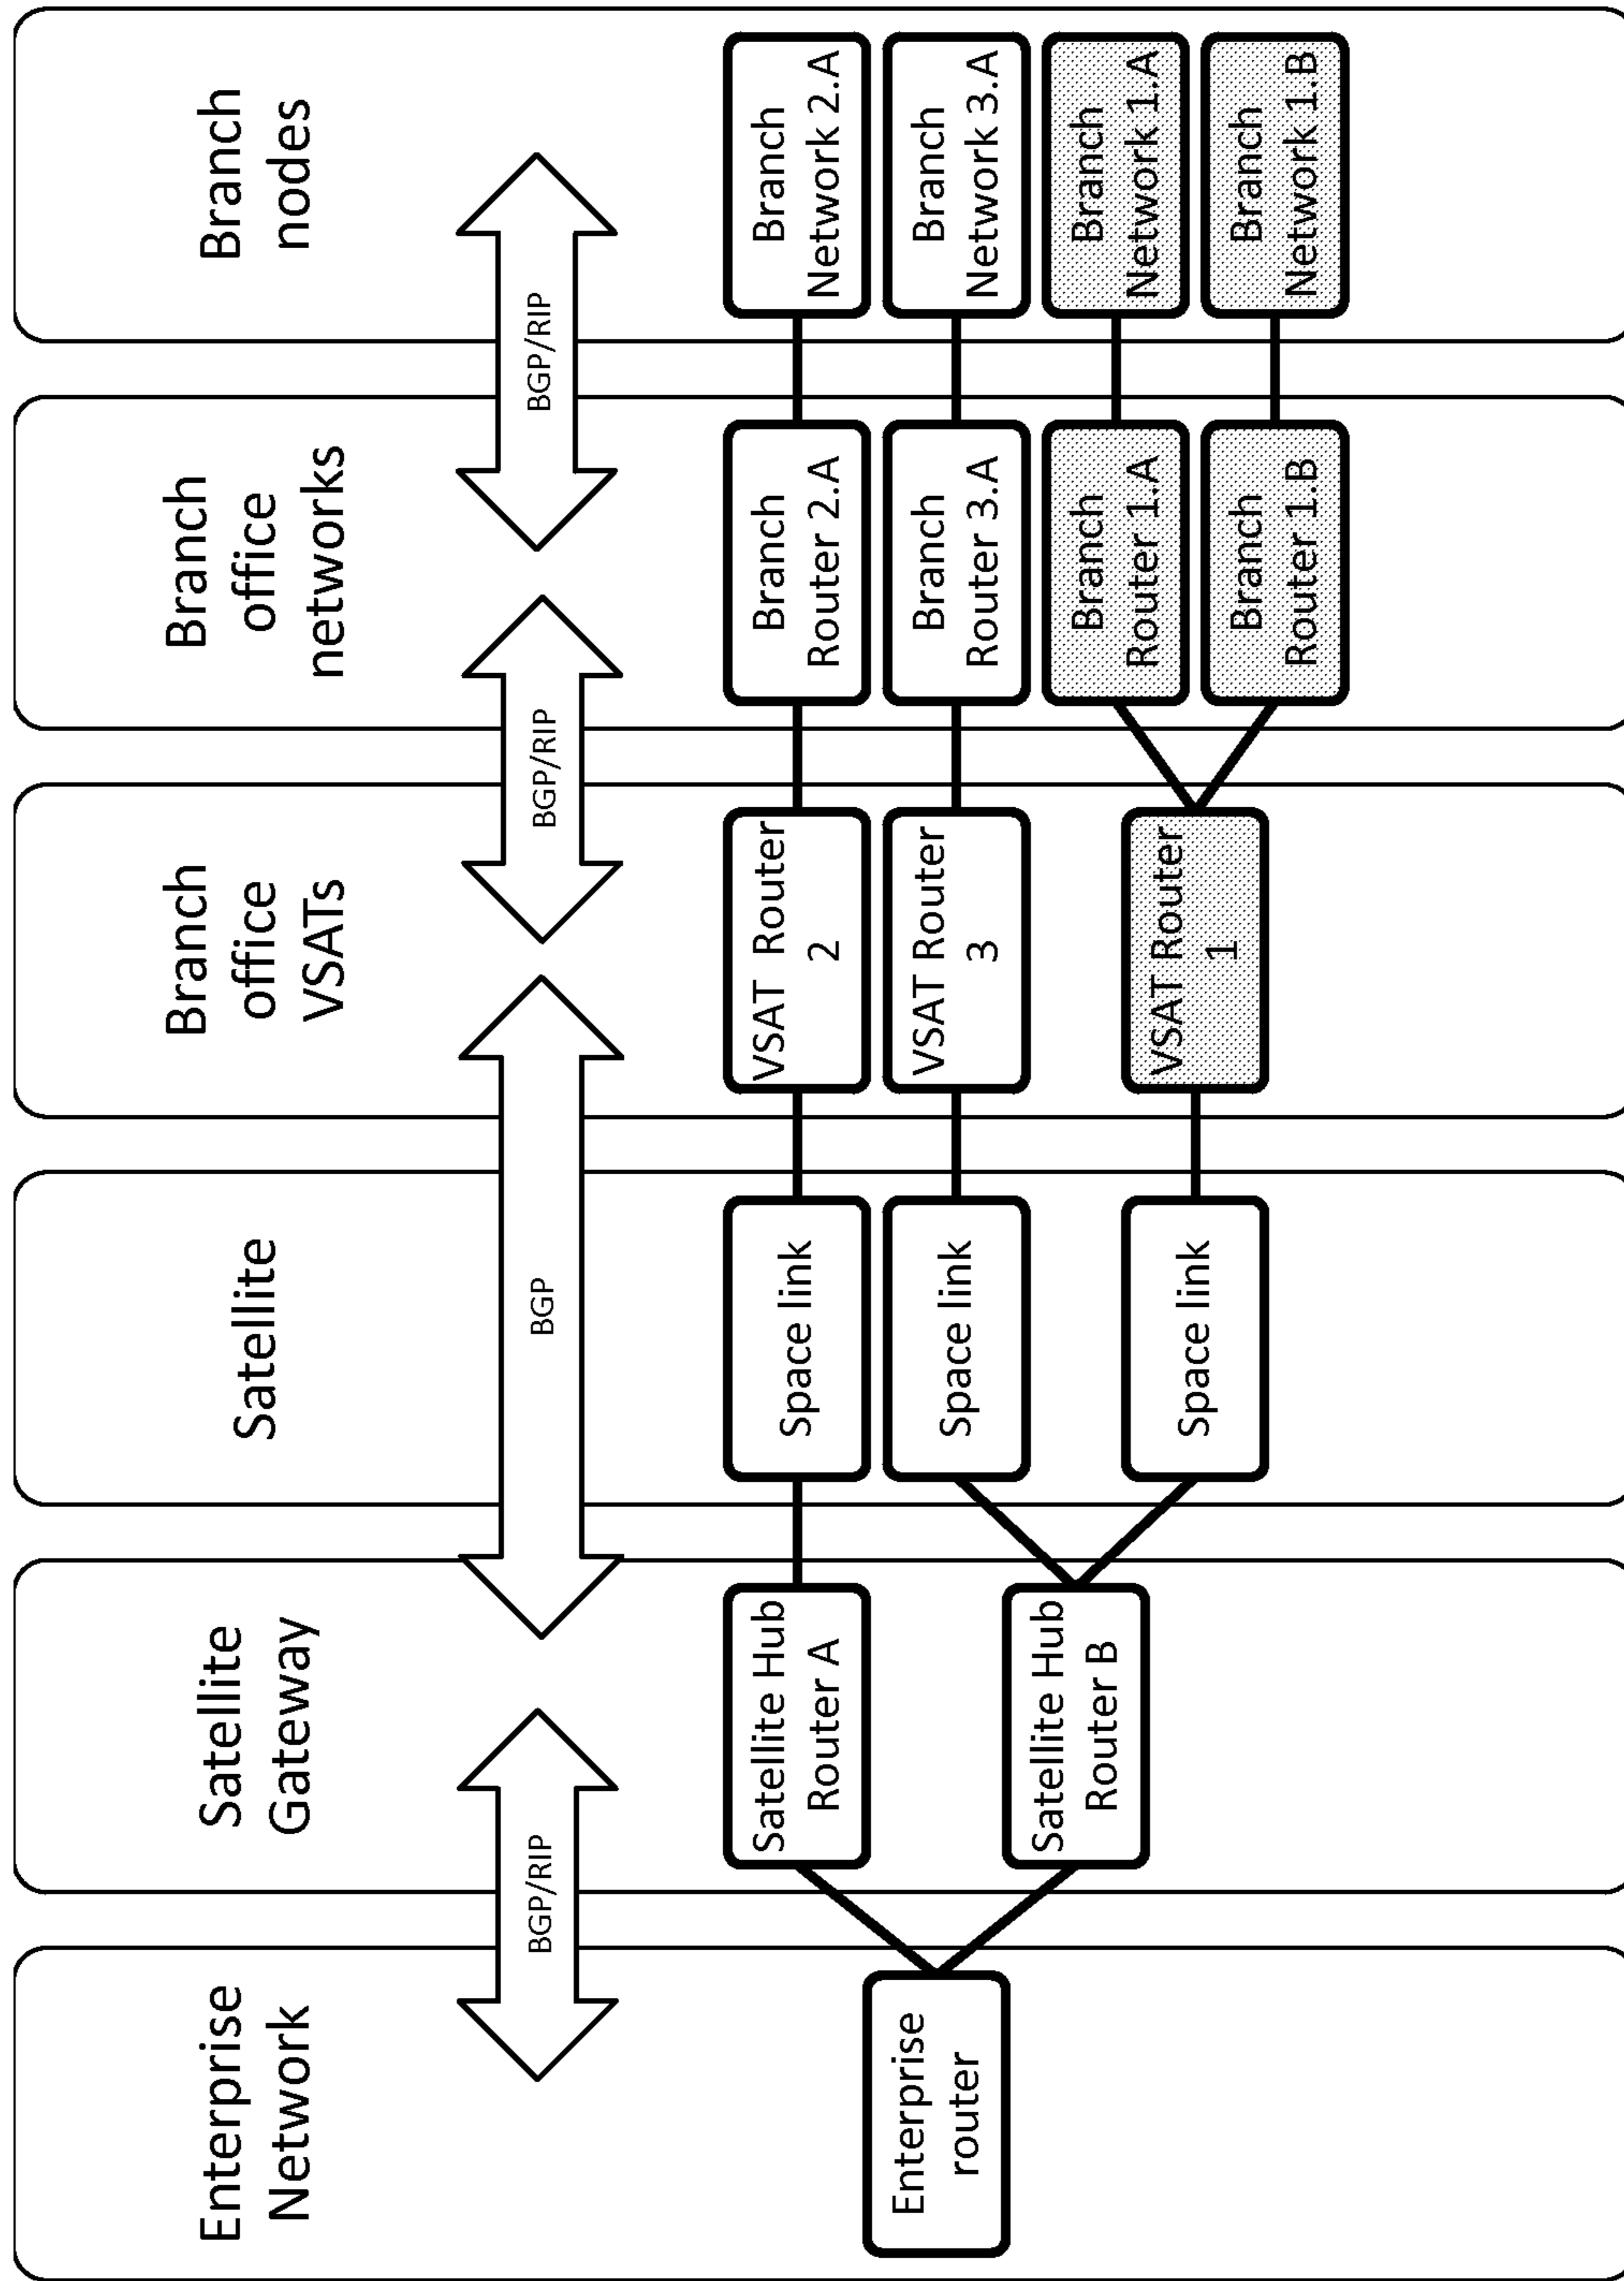 Enterprise
Network
Satellite
Gateway
Satellite
Branch
office
VSATs
Branch
office
networks
Branch
nodes
BGP/RIP
BGP
BGP/RIP
BGP/RIP
Enterprise
router
Satellite Hub
Router A
Satellite Hub
Router B
Space link
Space link
Space link
VSAT Router
2
VSAT Router
3
VSAT Router
1
Branch
Router 2.A
Branch
Router 3.A
Branch
Router 1.A
Branch
Router 1.B
Branch
Network 2.A
Branch
Network 3.A
Branch
Network 1.A
Branch
Network 1.B